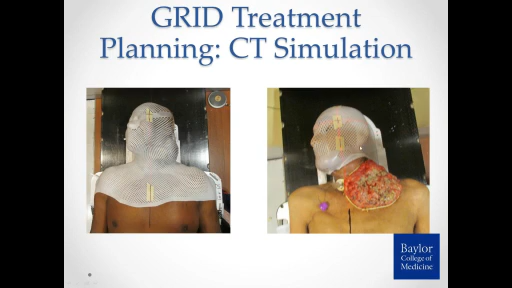 GRID Treatment
Planning: CT Simulation
Baylor
College of
Medicine